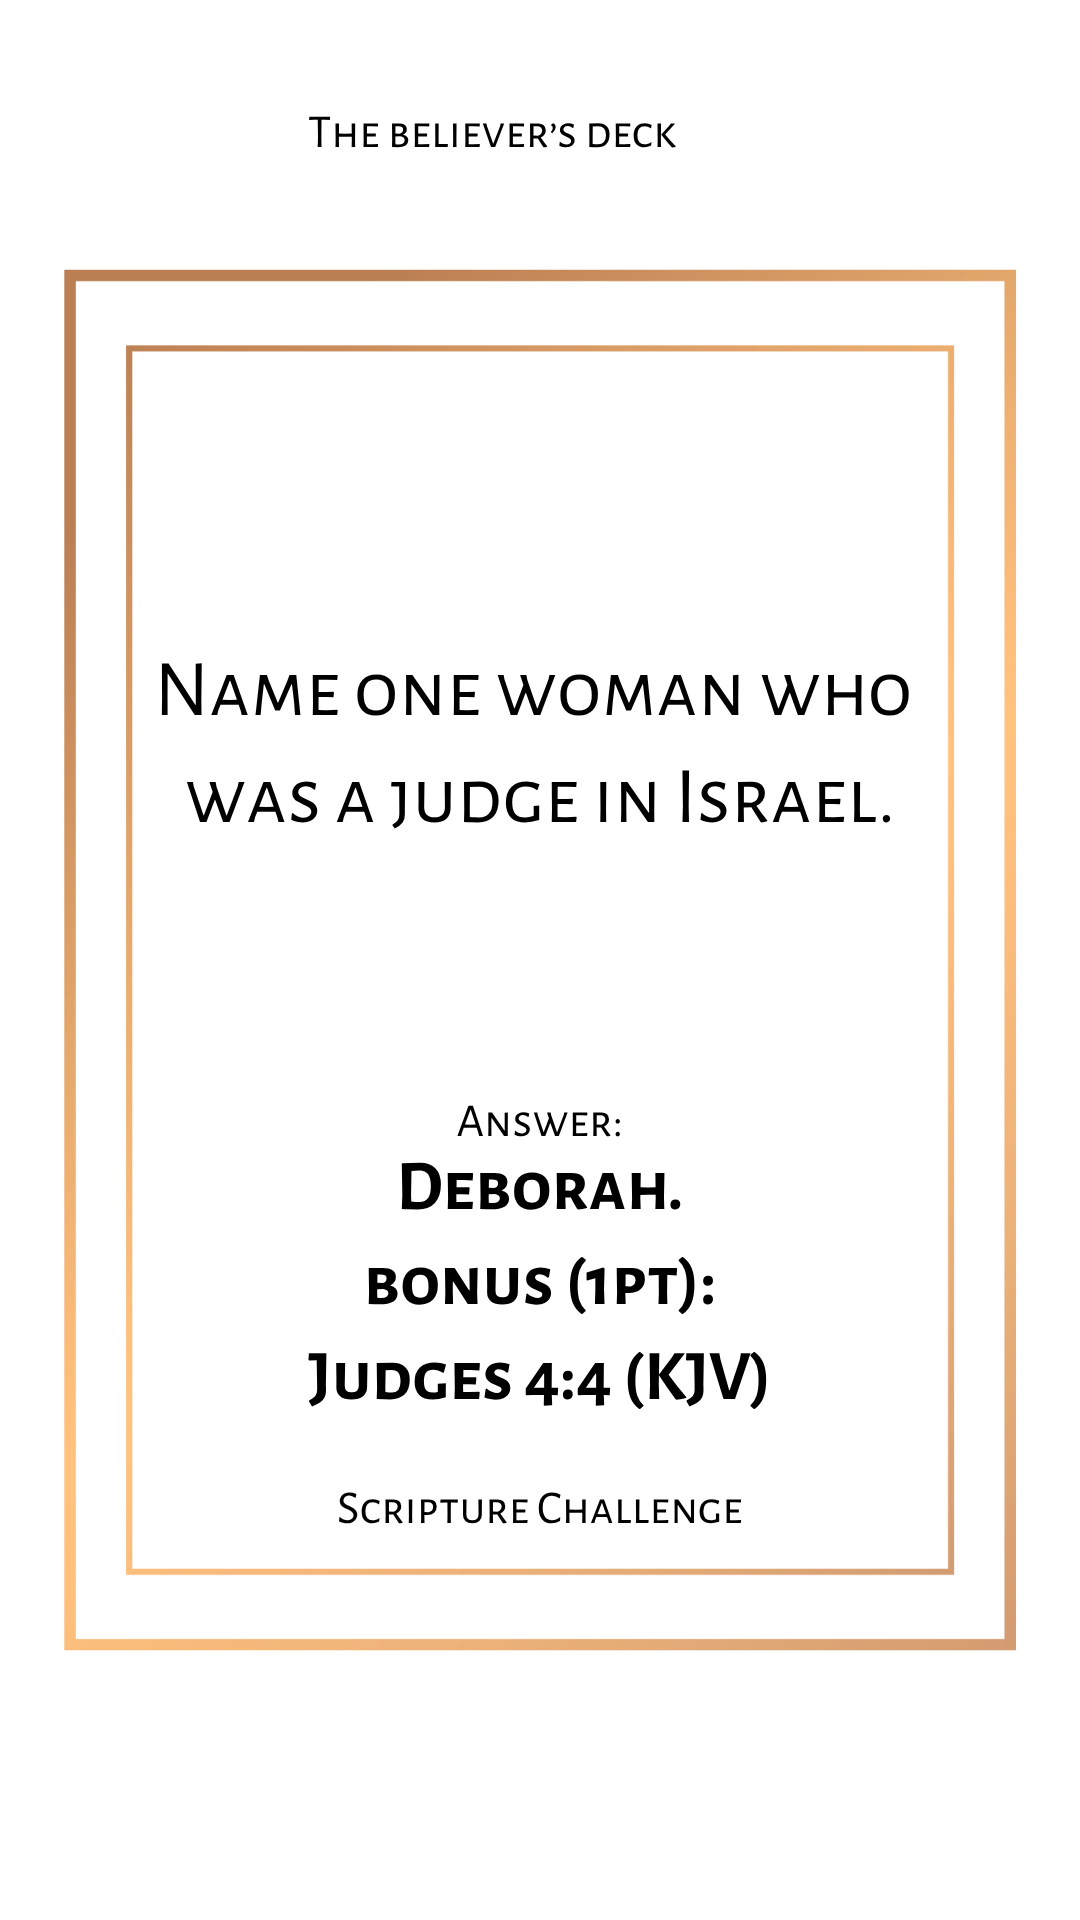 The believer’s deck
Name one woman who
was a judge in Israel.
Answer:
Deborah.
bonus (1pt):
Judges 4:4 (KJV)
Scripture Challenge